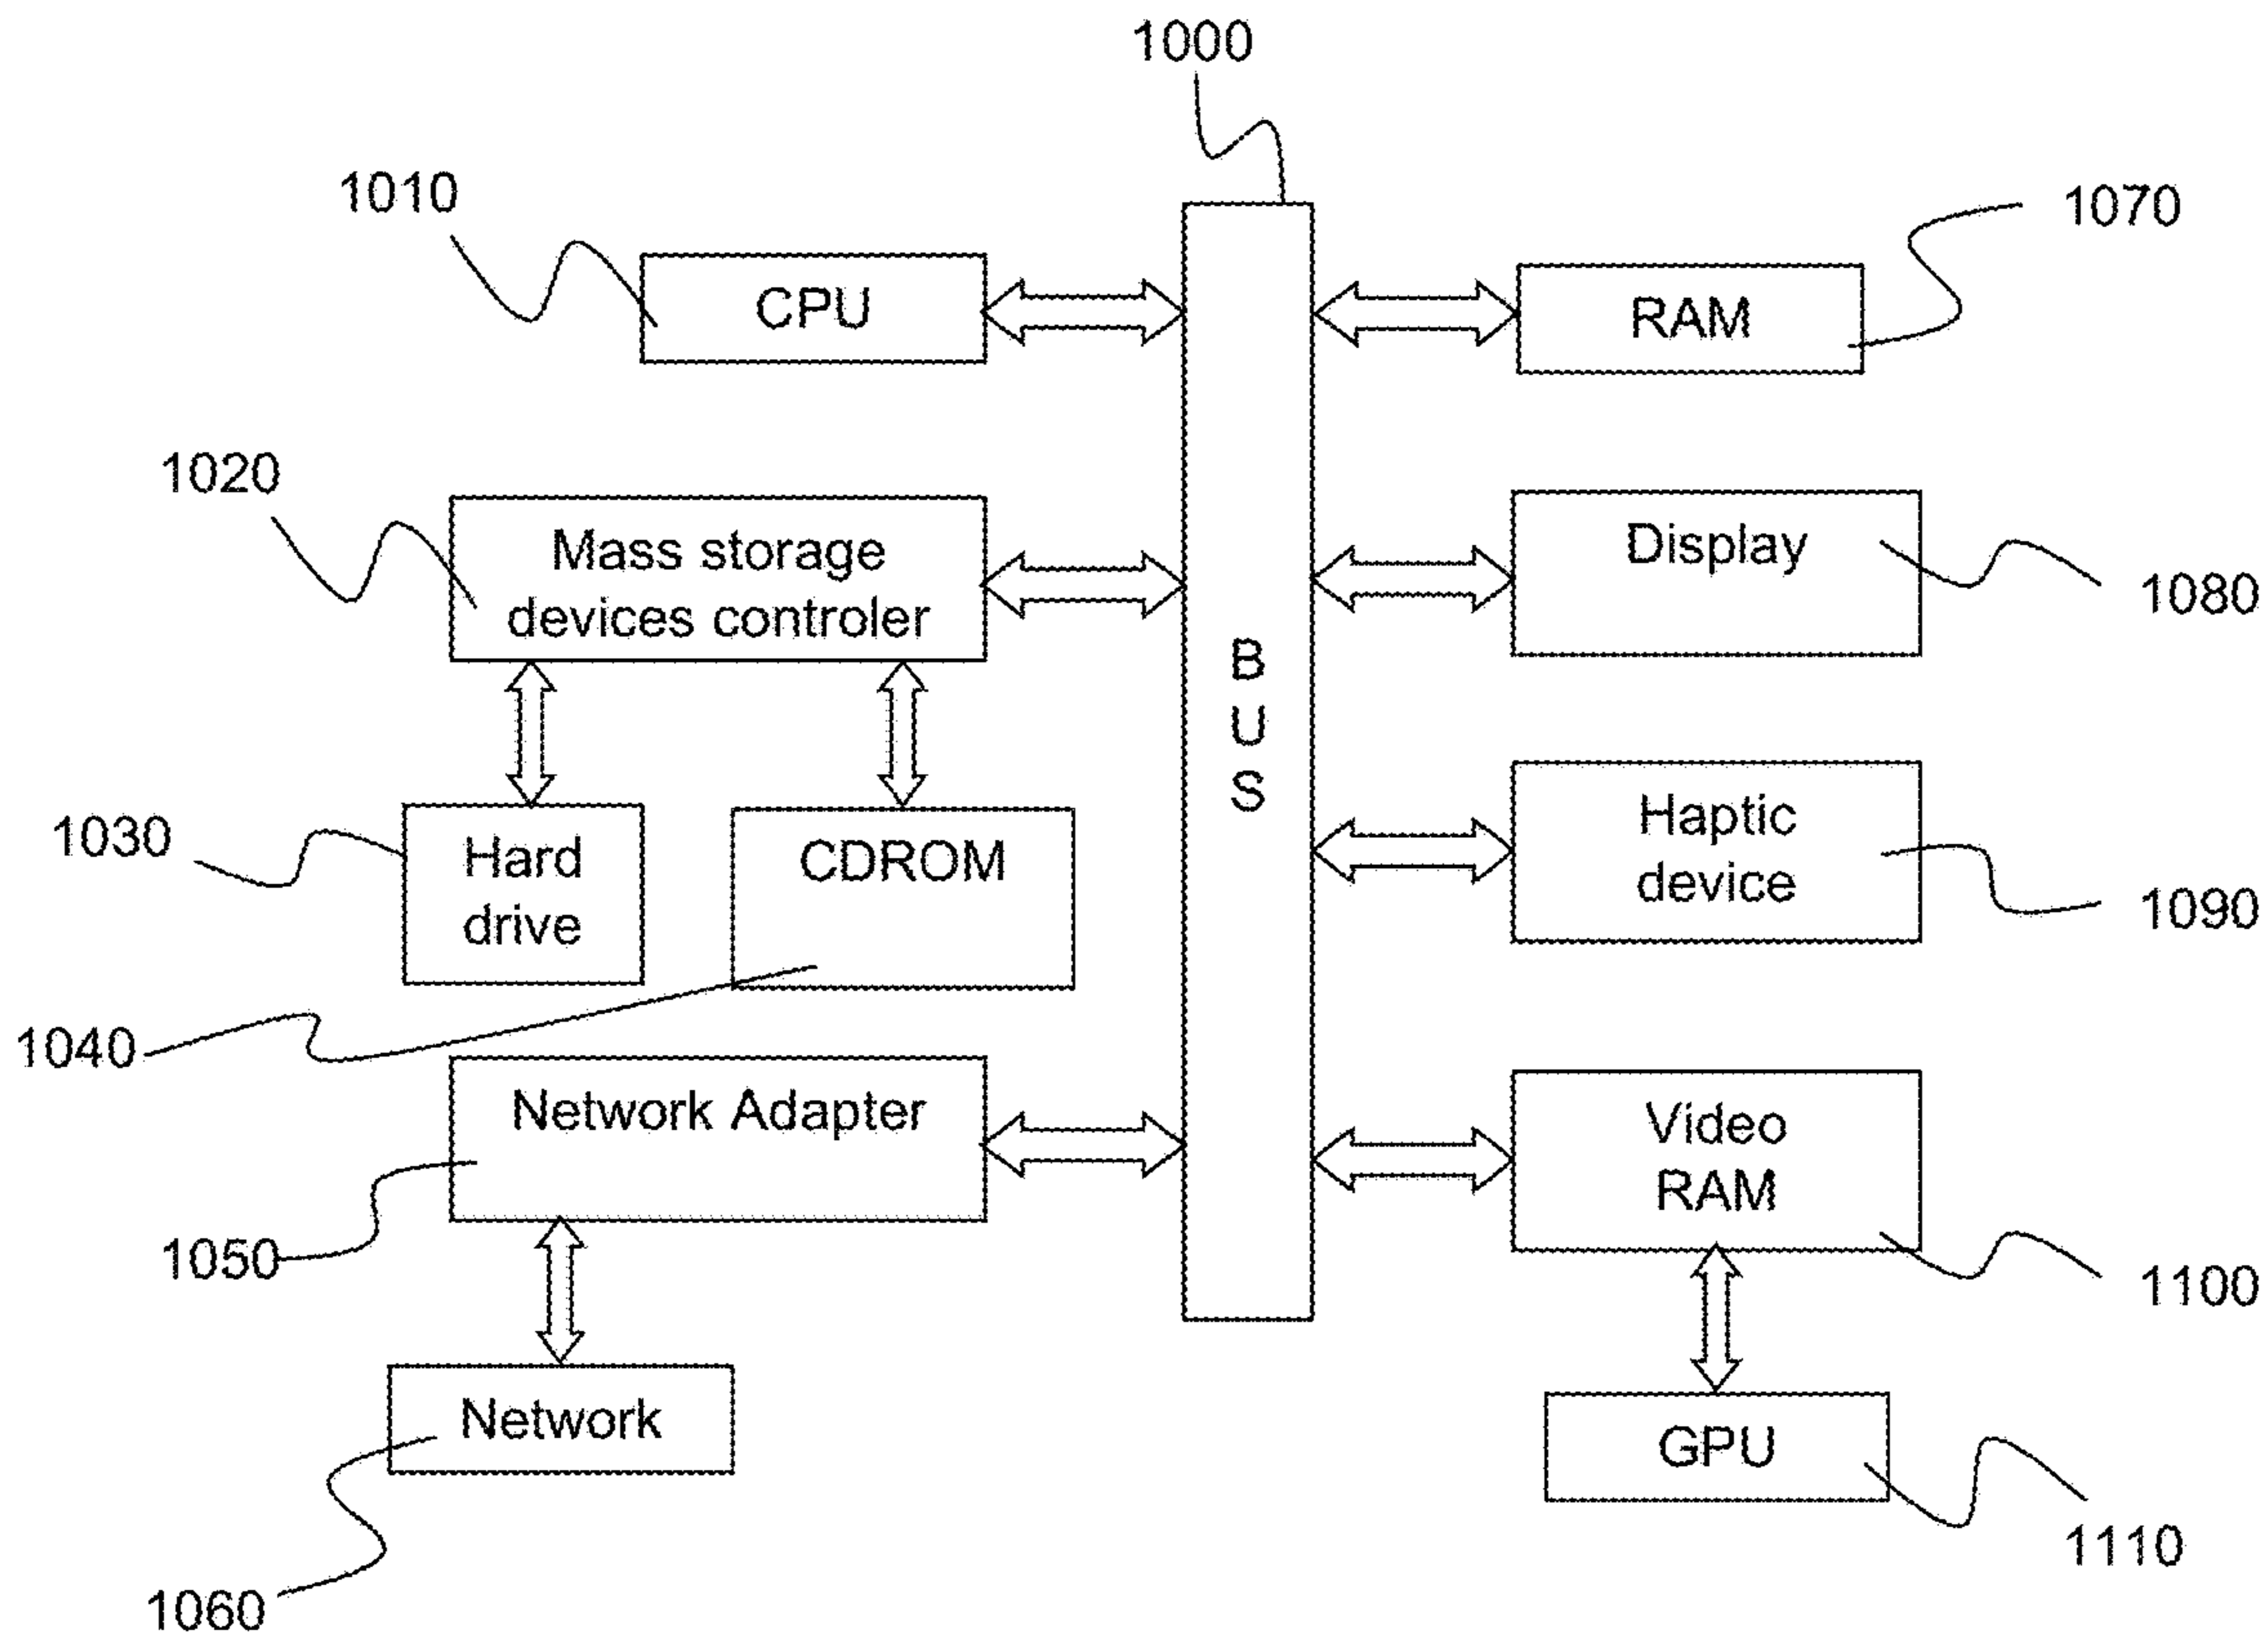 1000
1010
1070
CPU
RAM
1020
Mass storage
devices controler
Display
1080
B
U
S
1030
Hard
drive
CDROM
Haptic
device
1090
1040
Network Adapter
Video
RAM
1050
1100
Network
GPU
1110
1060